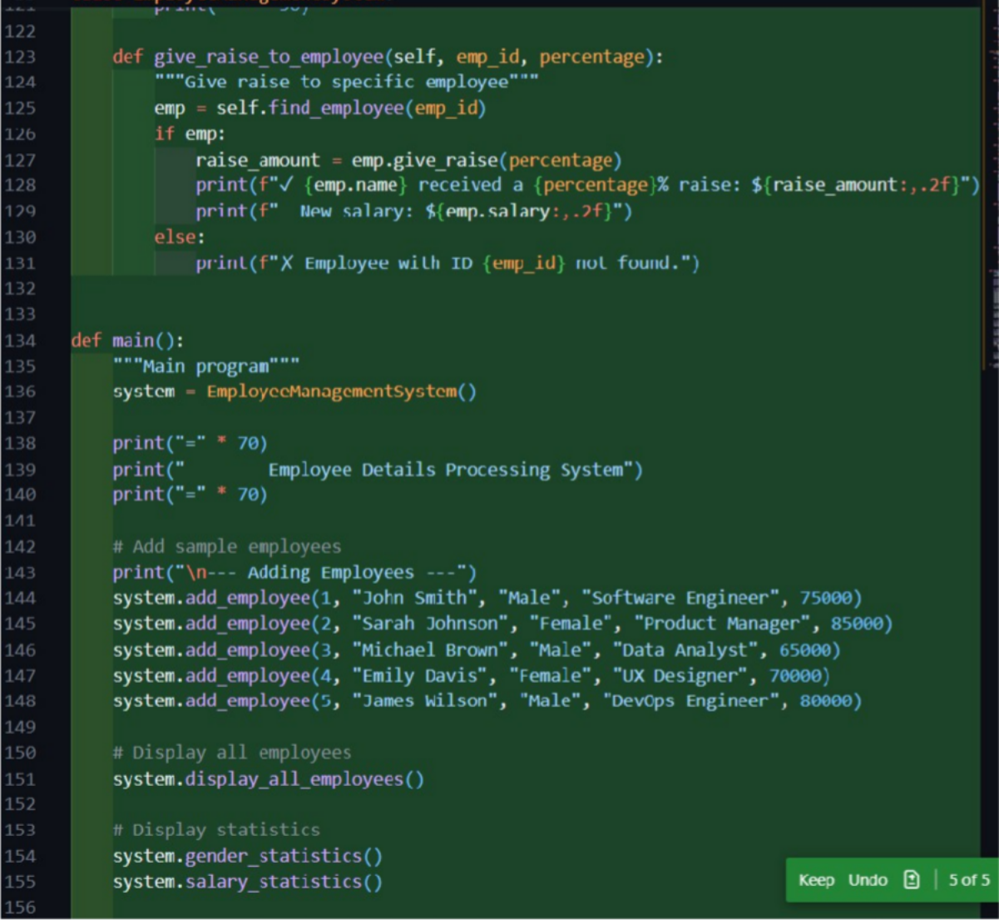 122
123 def give_raise_to_employee(self, emp_id, percentage):
124 """Give raise to specific employee"""
125 emp = self.find_employee(emp_id)
126 if emp:
127 raise_amount = emp.give_raise(percentage)
128 print(f"✓ {emp.name} received a {percentage}% raise: ${raise_amount:,.2f}")
129 print(f"  New salary: ${emp.salary:,.2f}")
130 else:
131 print(f"✗ Employee with ID {emp_id} not found.")
132
133
134 def main():
135 """Main program"""
136 system = EmployeeManagementSystem()
137
138 print("=" * 70)
139 print("        Employee Details Processing System")
140 print("=" * 70)
141
142 # Add sample employees
143 print("\n--- Adding Employees ---")
144 system.add_employee(1, "John Smith", "Male", "Software Engineer", 75000)
145 system.add_employee(2, "Sarah Johnson", "Female", "Product Manager", 85000)
146 system.add_employee(3, "Michael Brown", "Male", "Data Analyst", 65000)
147 system.add_employee(4, "Emily Davis", "Female", "UX Designer", 70000)
148 system.add_employee(5, "James Wilson", "Male", "DevOps Engineer", 80000)
149
150 # Display all employees
151 system.display_all_employees()
152
153 # Display statistics
154 system.gender_statistics()
155 system.salary_statistics()
156
Keep Undo 5 of 5